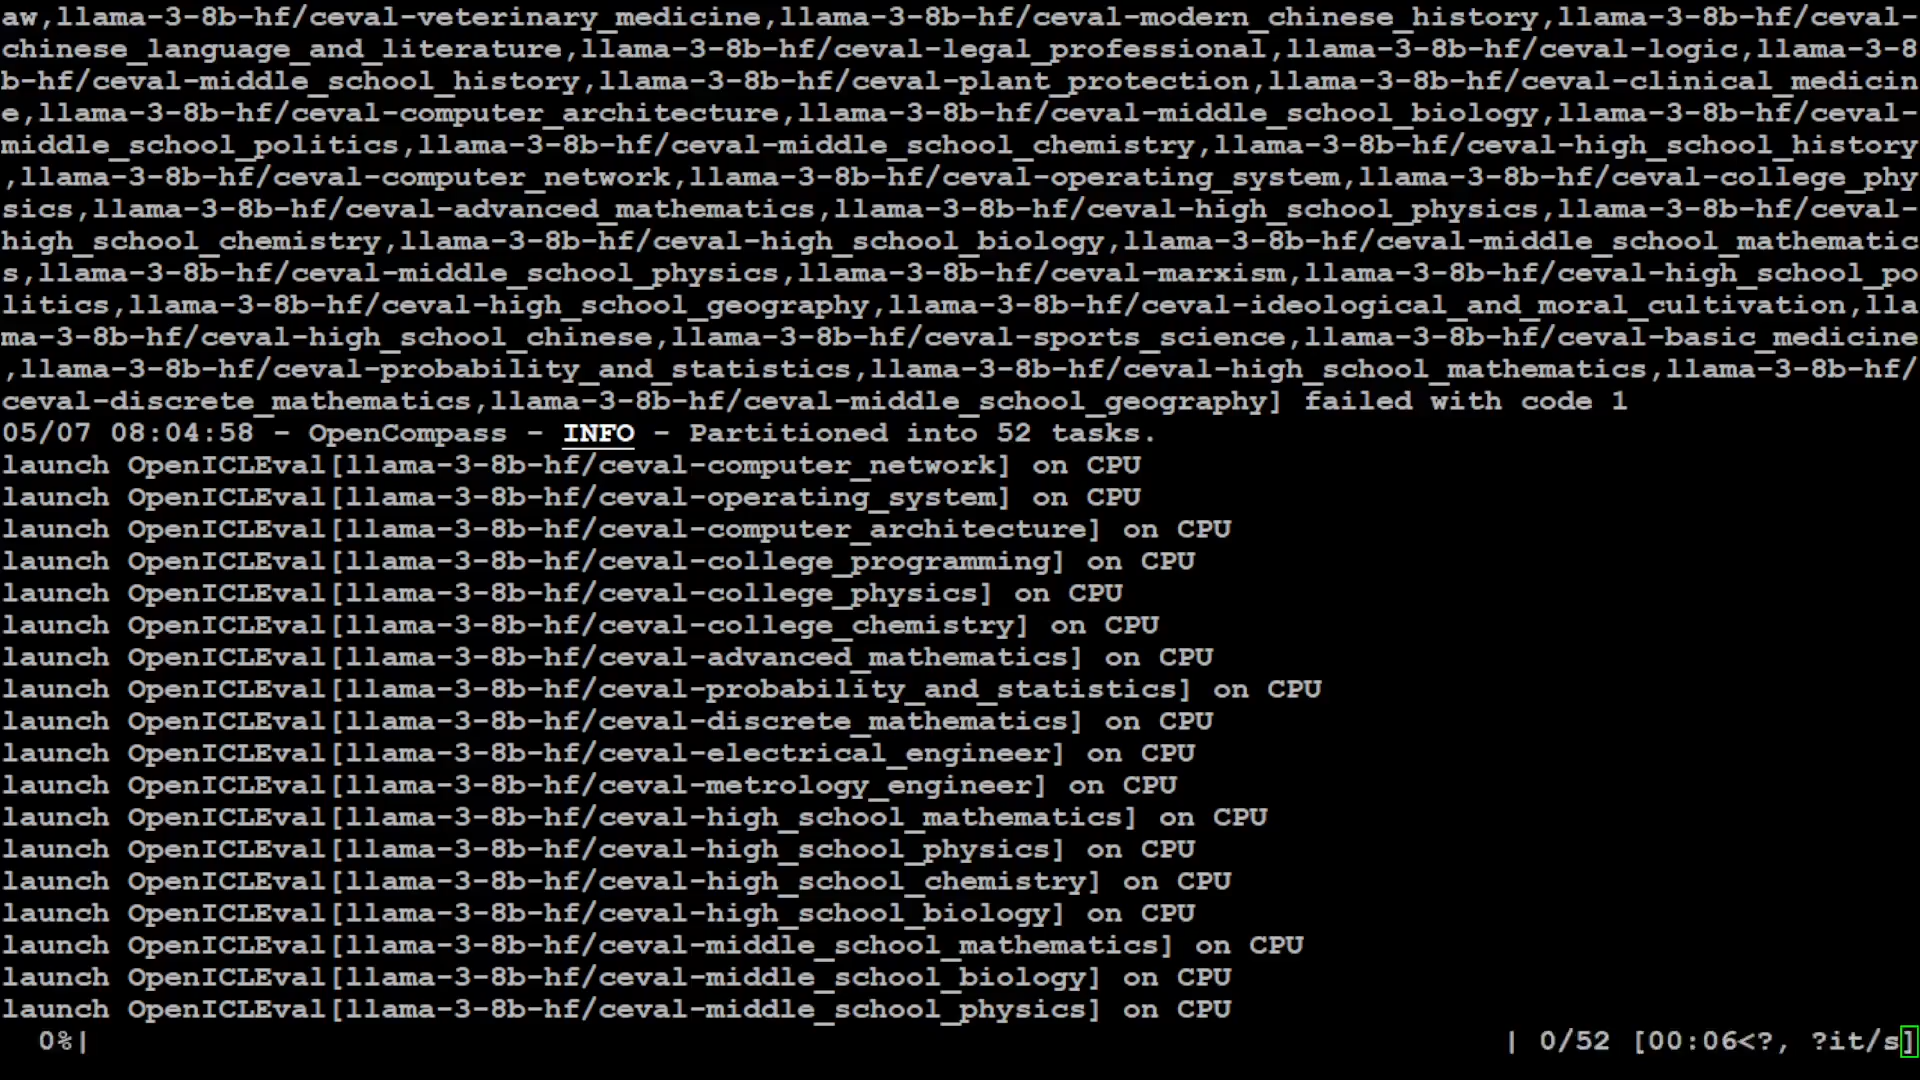 aw,llama-3-8b-hf/ceval-veterinary_medicine,llama-3-8b-hf/ceval-modern_chinese_history,llama-3-8b-hf/ceval-
chinese_language_and_literature,llama-3-8b-hf/ceval-legal_professional,llama-3-8b-hf/ceval-logic,llama-3-8
b-hf/ceval-middle_school_history,llama-3-8b-hf/ceval-plant_protection,llama-3-8b-hf/ceval-clinical_medicin
e,llama-3-8b-hf/ceval-computer_architecture,llama-3-8b-hf/ceval-middle_school_biology,llama-3-8b-hf/ceval-
middle_school_politics,llama-3-8b-hf/ceval-middle_school_chemistry,llama-3-8b-hf/ceval-high_school_history
,llama-3-8b-hf/ceval-computer_network,llama-3-8b-hf/ceval-operating_system,llama-3-8b-hf/ceval-college_phy
sics,llama-3-8b-hf/ceval-advanced_mathematics,llama-3-8b-hf/ceval-high_school_physics,llama-3-8b-hf/ceval-
high_school_chemistry,llama-3-8b-hf/ceval-high_school_biology,llama-3-8b-hf/ceval-middle_school_mathematic
s,llama-3-8b-hf/ceval-middle_school_physics,llama-3-8b-hf/ceval-marxism,llama-3-8b-hf/ceval-high_school_po
litics,llama-3-8b-hf/ceval-high_school_geography,llama-3-8b-hf/ceval-ideological_and_moral_cultivation,lla
ma-3-8b-hf/ceval-high_school_chinese,llama-3-8b-hf/ceval-sports_science,llama-3-8b-hf/ceval-basic_medicine
,llama-3-8b-hf/ceval-probability_and_statistics,llama-3-8b-hf/ceval-high_school_mathematics,llama-3-8b-hf/
ceval-discrete_mathematics,llama-3-8b-hf/ceval-middle_school_geography] failed with code 1
05/07 08:04:58 - OpenCompass - INFO - Partitioned into 52 tasks.
launch OpenICLEval[llama-3-8b-hf/ceval-computer_network] on CPU
launch OpenICLEval[llama-3-8b-hf/ceval-operating_system] on CPU
launch OpenICLEval[llama-3-8b-hf/ceval-computer_architecture] on CPU
launch OpenICLEval[llama-3-8b-hf/ceval-college_programming] on CPU
launch OpenICLEval[llama-3-8b-hf/ceval-college_physics] on CPU
launch OpenICLEval[llama-3-8b-hf/ceval-college_chemistry] on CPU
launch OpenICLEval[llama-3-8b-hf/ceval-advanced_mathematics] on CPU
launch OpenICLEval[llama-3-8b-hf/ceval-probability_and_statistics] on CPU
launch OpenICLEval[llama-3-8b-hf/ceval-discrete_mathematics] on CPU
launch OpenICLEval[llama-3-8b-hf/ceval-electrical_engineer] on CPU
launch OpenICLEval[llama-3-8b-hf/ceval-metrology_engineer] on CPU
launch OpenICLEval[llama-3-8b-hf/ceval-high_school_mathematics] on CPU
launch OpenICLEval[llama-3-8b-hf/ceval-high_school_physics] on CPU
launch OpenICLEval[llama-3-8b-hf/ceval-high_school_chemistry] on CPU
launch OpenICLEval[llama-3-8b-hf/ceval-high_school_biology] on CPU
launch OpenICLEval[llama-3-8b-hf/ceval-middle_school_mathematics] on CPU
launch OpenICLEval[llama-3-8b-hf/ceval-middle_school_biology] on CPU
launch OpenICLEval[llama-3-8b-hf/ceval-middle_school_physics] on CPU
  0%|                                                                               | 0/52 [00:06<?, ?it/s]